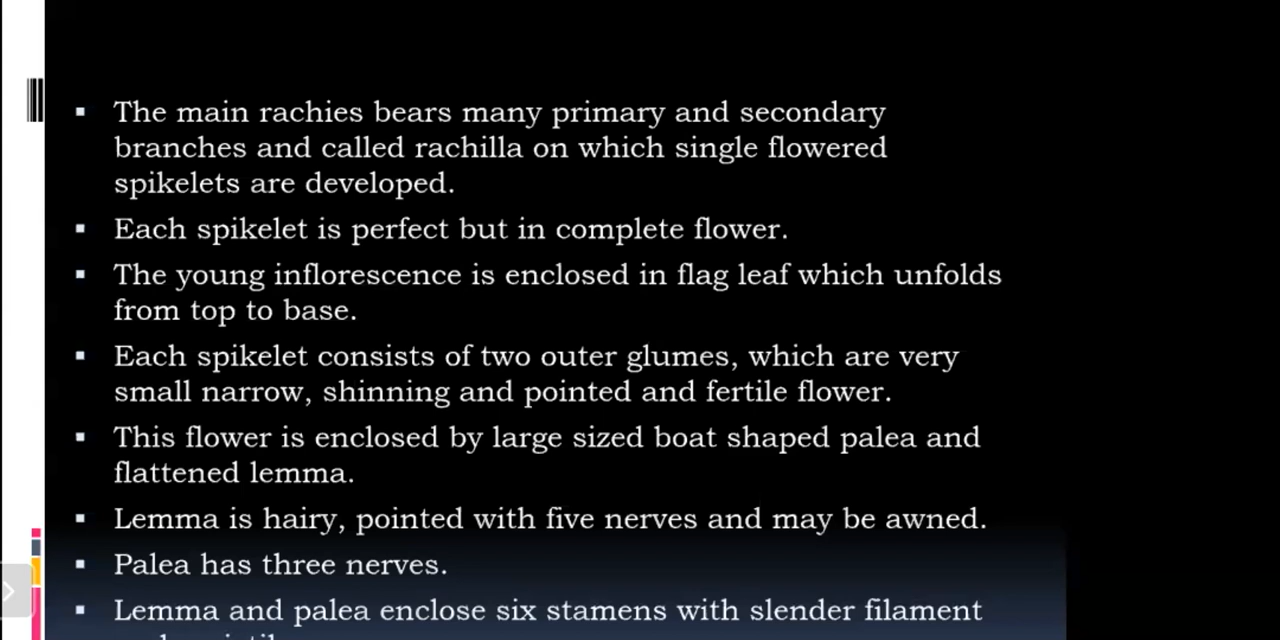 ▪ The main rachies bears many primary and secondary
branches and called rachilla on which single flowered
spikelets are developed.
▪ Each spikelet is perfect but in complete flower.
▪ The young inflorescence is enclosed in flag leaf which unfolds
from top to base.
▪ Each spikelet consists of two outer glumes, which are very
small narrow, shinning and pointed and fertile flower.
▪ This flower is enclosed by large sized boat shaped palea and
flattened lemma.
▪ Lemma is hairy, pointed with five nerves and may be awned.
▪ Palea has three nerves.
▪ Lemma and palea enclose six stamens with slender filament